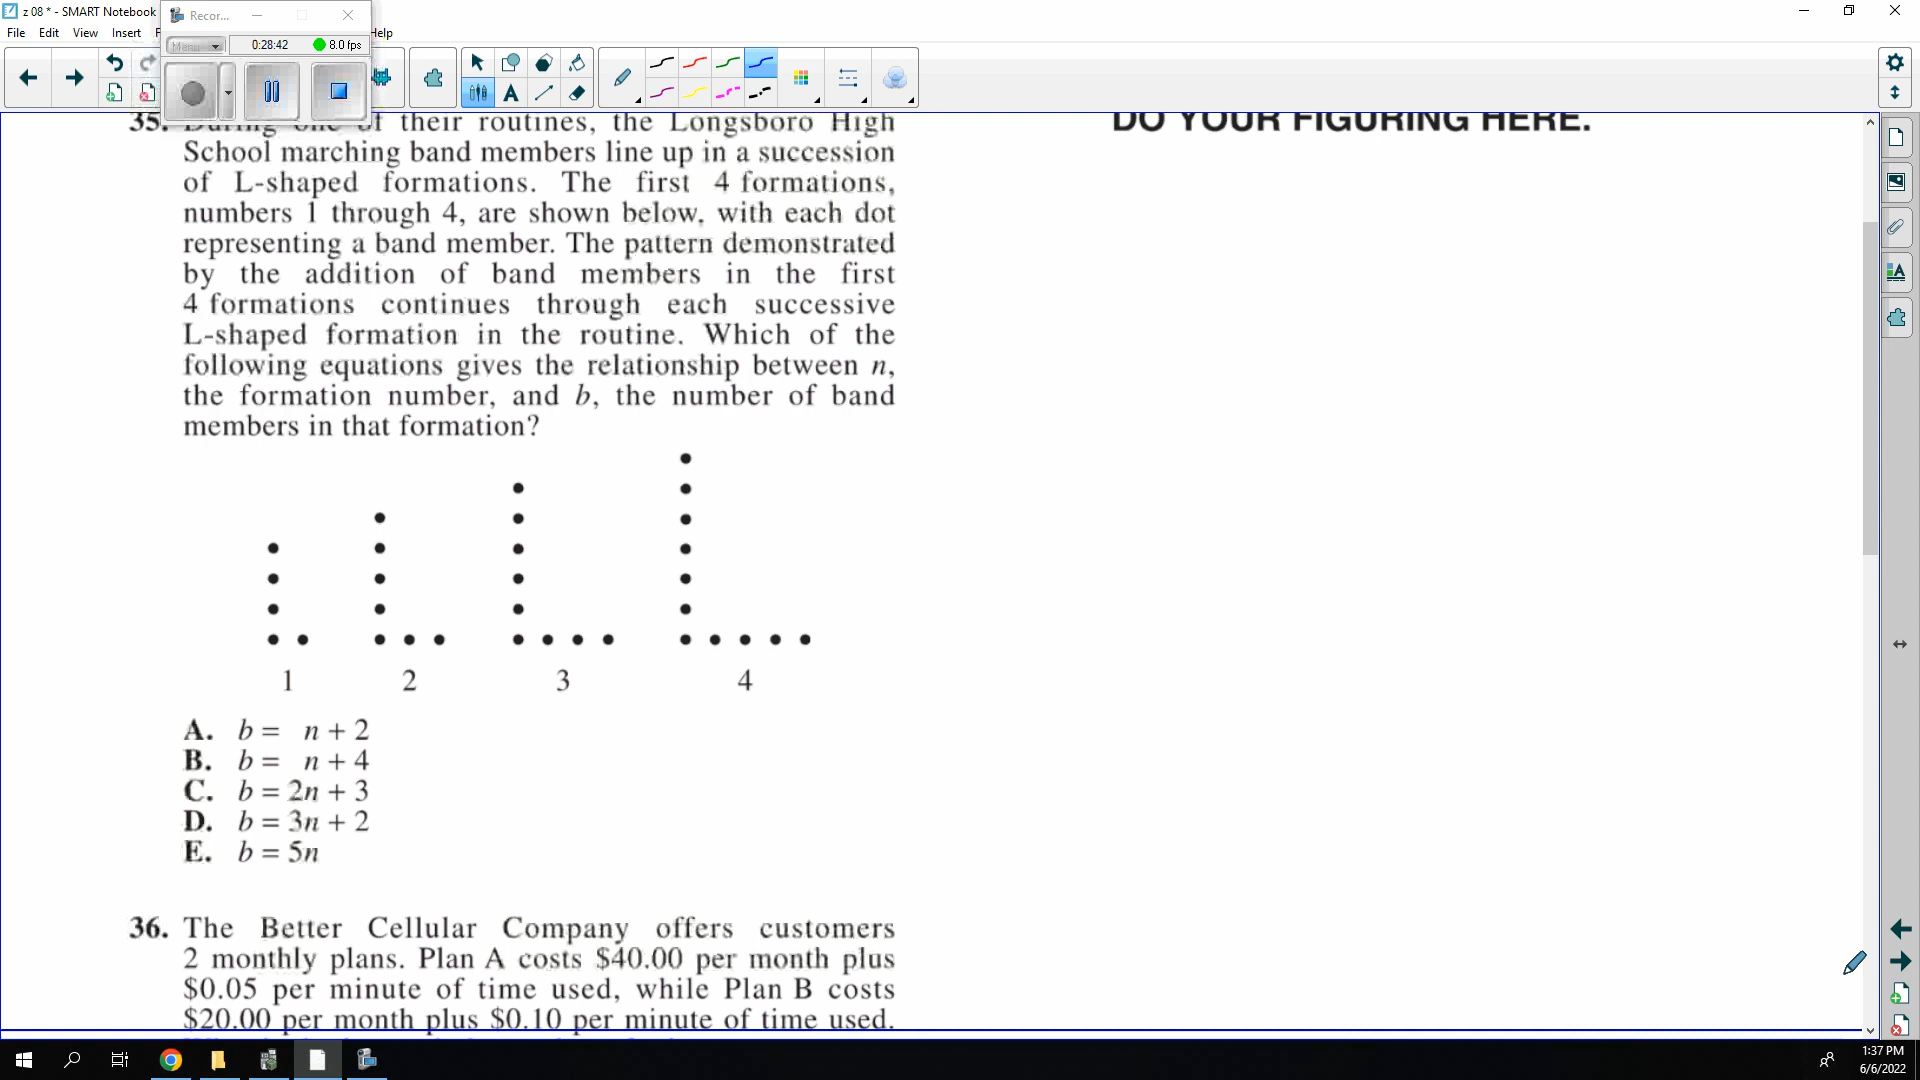 z 08 * - SMART Notebook
Recor...
File Edit View Insert
Help
Menu
0:28:42
8.0 fps
35. During one of their routines, the Longsboro High
School marching band members line up in a succession
of L-shaped formations. The first 4 formations,
numbers 1 through 4, are shown below, with each dot
representing a band member. The pattern demonstrated
by the addition of band members in the first
4 formations continues through each successive
L-shaped formation in the routine. Which of the
following equations gives the relationship between n,
the formation number, and b, the number of band
members in that formation?
DO YOUR FIGURING HERE.
1 2 3 4
A. b = n + 2
B. b = n + 4
C. b = 2n + 3
D. b = 3n + 2
E. b = 5n
36. The Better Cellular Company offers customers
2 monthly plans. Plan A costs $40.00 per month plus
$0.05 per minute of time used, while Plan B costs
$20.00 per month plus $0.10 per minute of time used.
1:37 PM
6/6/2022